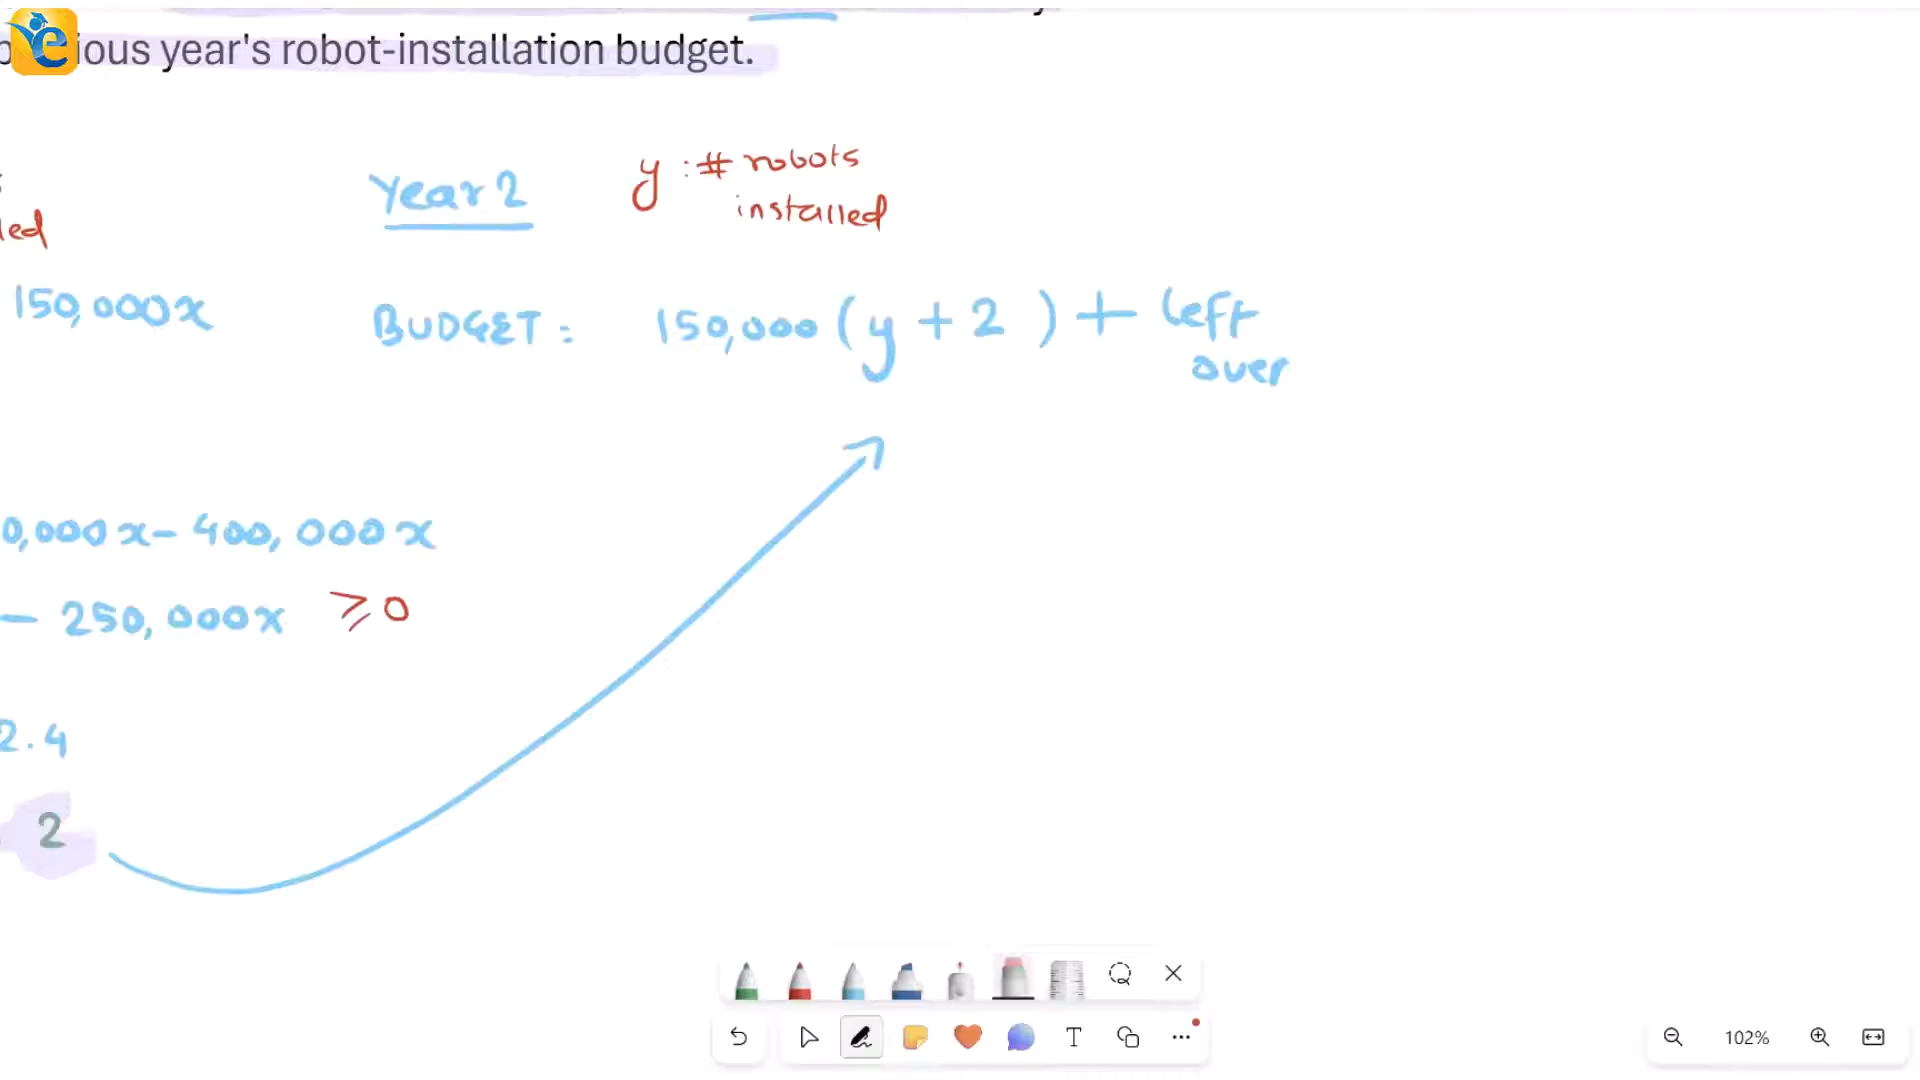 ious year's robot-installation budget.
Year 2
y : # robots
installed
led
150,000x
BUDGET : 150,000 ( y + 2 ) + left
over
0,000x - 400,000x
- 250,000x ≥ 0
2.4
2
102%